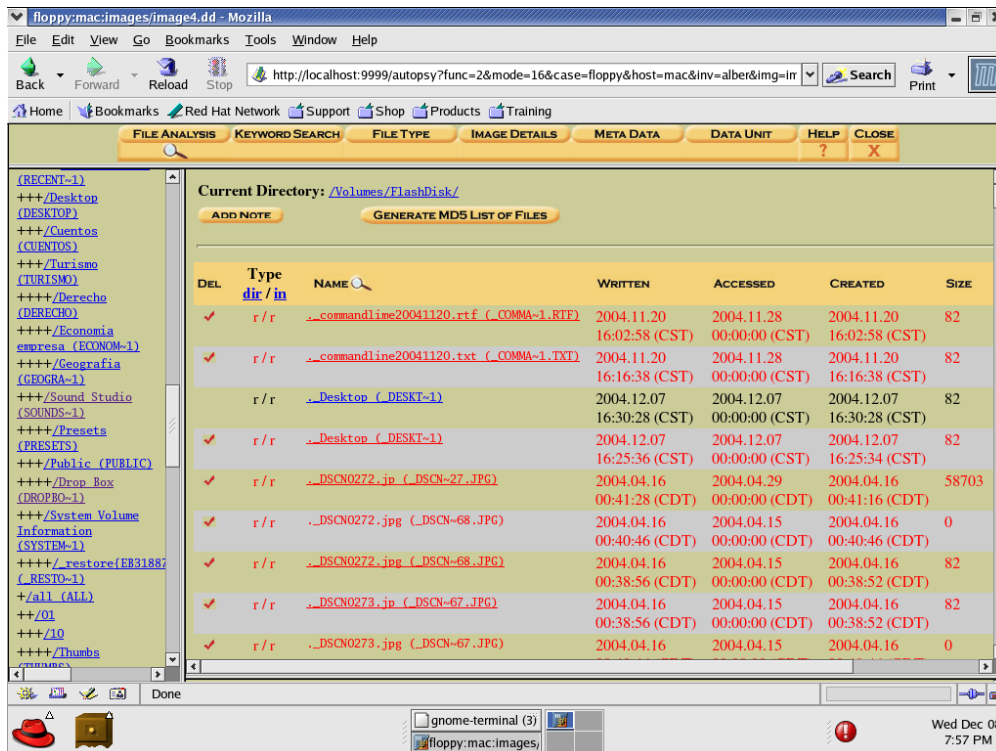 floppy:mac:images/image4.dd - Mozilla
File Edit View Go Bookmarks Tools Window Help
Back Forward Reload Stop http://localhost:9999/autopsy?func=2&mode=16&case=floppy&host=mac&inv=alber&img=im Search Print
Home Bookmarks Red Hat Network Support Shop Products Training
FILE ANALYSIS KEYWORD SEARCH FILE TYPE IMAGE DETAILS META DATA DATA UNIT HELP ? CLOSE X
(RECENT~1)
+++/Desktop
(DESKTOP)
+++/Cuentos
(CUENTOS)
+++/Turismo
(TURISMO)
++++/Derecho
(DERECHO)
++++/Economia
empresa (ECONOM~1)
++++/Geografia
(GEOGRA~1)
+++/Sound Studio
(SOUNDS~1)
++++/Presets
(PRESETS)
+++/Public (PUBLIC)
++++/Drop Box
(DROPBO~1)
+++/System Volume
Information
(SYSTEM~1)
++++/_restore{EB31887
(_RESTO~1)
+/all (ALL)
++/01
+++/10
++++/Thumbs
(THUMBS)
Current Directory: /Volumes/FlashDisk/
ADD NOTE GENERATE MD5 LIST OF FILES
DEL Type dir / in NAME WRITTEN ACCESSED CREATED SIZE
r / r ._commandlime20041120.rtf (_COMMA~1.RTF) 2004.11.20 16:02:58 (CST) 2004.11.28 00:00:00 (CST) 2004.11.20 16:02:58 (CST) 82
r / r ._commandline20041120.txt (_COMMA~1.TXT) 2004.11.20 16:16:38 (CST) 2004.11.28 00:00:00 (CST) 2004.11.20 16:16:38 (CST) 82
r / r ._Desktop (_DESKT~1) 2004.12.07 16:30:28 (CST) 2004.12.07 00:00:00 (CST) 2004.12.07 16:30:28 (CST) 82
r / r ._Desktop (_DESKT~1) 2004.12.07 16:25:36 (CST) 2004.12.07 00:00:00 (CST) 2004.12.07 16:25:34 (CST) 82
r / r ._DSCN0272.jp (_DSCN~27.JPG) 2004.04.16 00:41:28 (CDT) 2004.04.29 00:00:00 (CDT) 2004.04.16 00:41:16 (CDT) 58703
r / r ._DSCN0272.jpg (_DSCN~68.JPG) 2004.04.16 00:40:46 (CDT) 2004.04.15 00:00:00 (CDT) 2004.04.16 00:40:46 (CDT) 0
r / r ._DSCN0272.jpg (_DSCN~68.JPG) 2004.04.16 00:38:56 (CDT) 2004.04.15 00:00:00 (CDT) 2004.04.16 00:38:52 (CDT) 82
r / r ._DSCN0273.jp (_DSCN~67.JPG) 2004.04.16 00:38:56 (CDT) 2004.04.15 00:00:00 (CDT) 2004.04.16 00:38:52 (CDT) 82
r / r ._DSCN0273.jpg (_DSCN~67.JPG) 2004.04.16 2004.04.15 2004.04.16 0
Done
gnome-terminal (3)
floppy:mac:images/
Wed Dec 08
7:57 PM